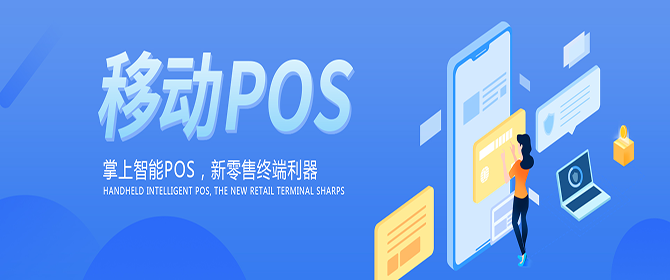 移动POS
掌上智能POS，新零售终端利器
HANDHELD INTELLIGENT POS, THE NEW RETAIL TERMINAL SHARPS